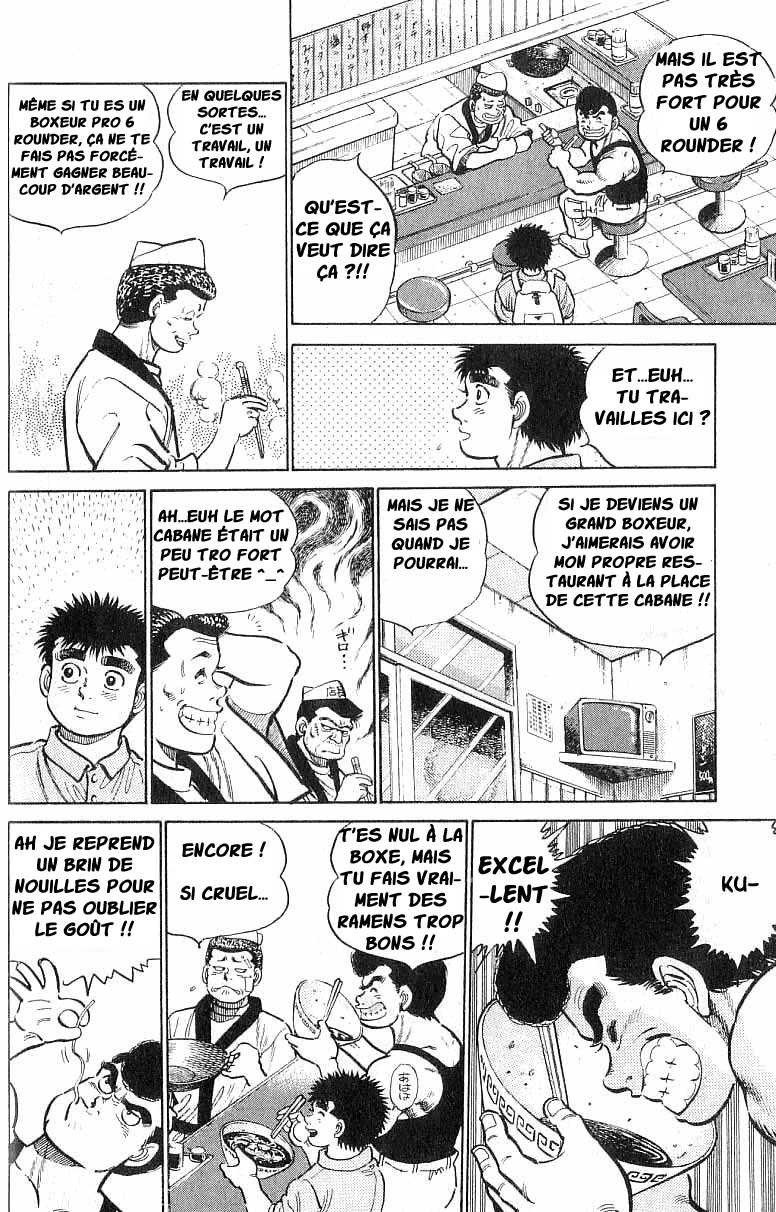 MAIS IL EST
PAS TRÈS
FORT POUR
UN 6
ROUNDER !
QU'EST-
CE QUE ÇA
VEUT DIRE
ÇA ?!!
EN QUELQUES
SORTES...
C'EST UN
TRAVAIL, UN
TRAVAIL !
MÊME SI TU ES UN
BOXEUR PRO 6
ROUNDER, ÇA NE TE
FAIS PAS FORCÉ-
MENT GAGNER BEAU-
COUP D'ARGENT !!
ET...EUH...
TU TRA-
VAILLES ICI ?
SI JE DEVIENS UN
GRAND BOXEUR,
J'AIMERAIS AVOIR
MON PROPRE RES-
TAURANT À LA PLACE
DE CETTE CABANE !!
MAIS JE NE
SAIS PAS
QUAND JE
POURRAI...
AH...EUH LE MOT
CABANE ÉTAIT UN
PEU TRO FORT
PEUT-ÊTRE ^_^
ギロ…
KU-
EXCEL
-LENT
!!
T'ES NUL À LA
BOXE, MAIS
TU FAIS VRAI-
MENT DES
RAMENS TROP
BONS !!
ENCORE !
SI CRUEL...
あはは
AH JE REPREND
UN BRIN DE
NOUILLES POUR
NE PAS OUBLIER
LE GOÛT !!